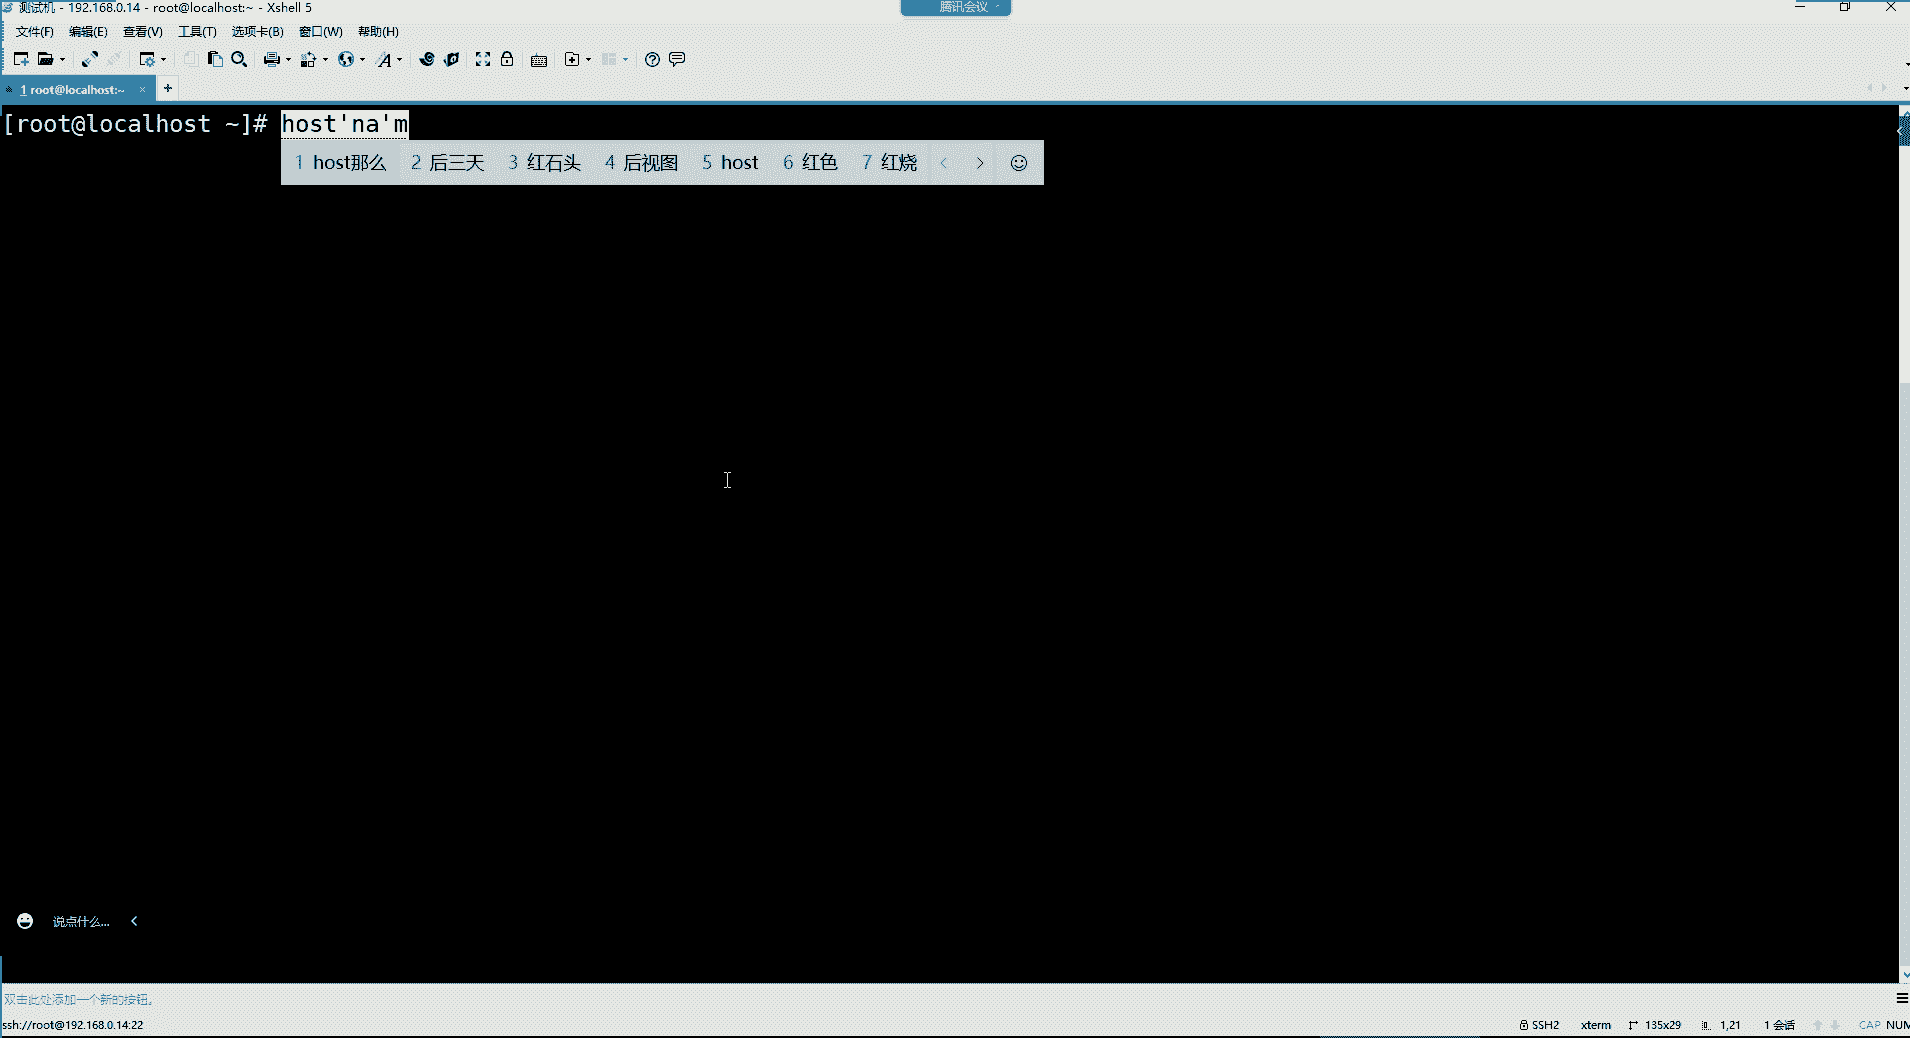 测试机 - 192.168.0.14 - root@localhost:~ - Xshell 5
腾讯会议
文件(F) 编辑(E) 查看(V) 工具(T) 选项卡(B) 窗口(W) 帮助(H)
1 root@localhost:~
[root@localhost ~]# host'na'm
1 host那么 2 后三天 3 红石头 4 后视图 5 host 6 红色 7 红烧
说点什么...
双击此处添加一个新的按钮。
ssh://root@192.168.0.14:22 SSH2 xterm 135x29 1,21 1 会话 CAP NUM